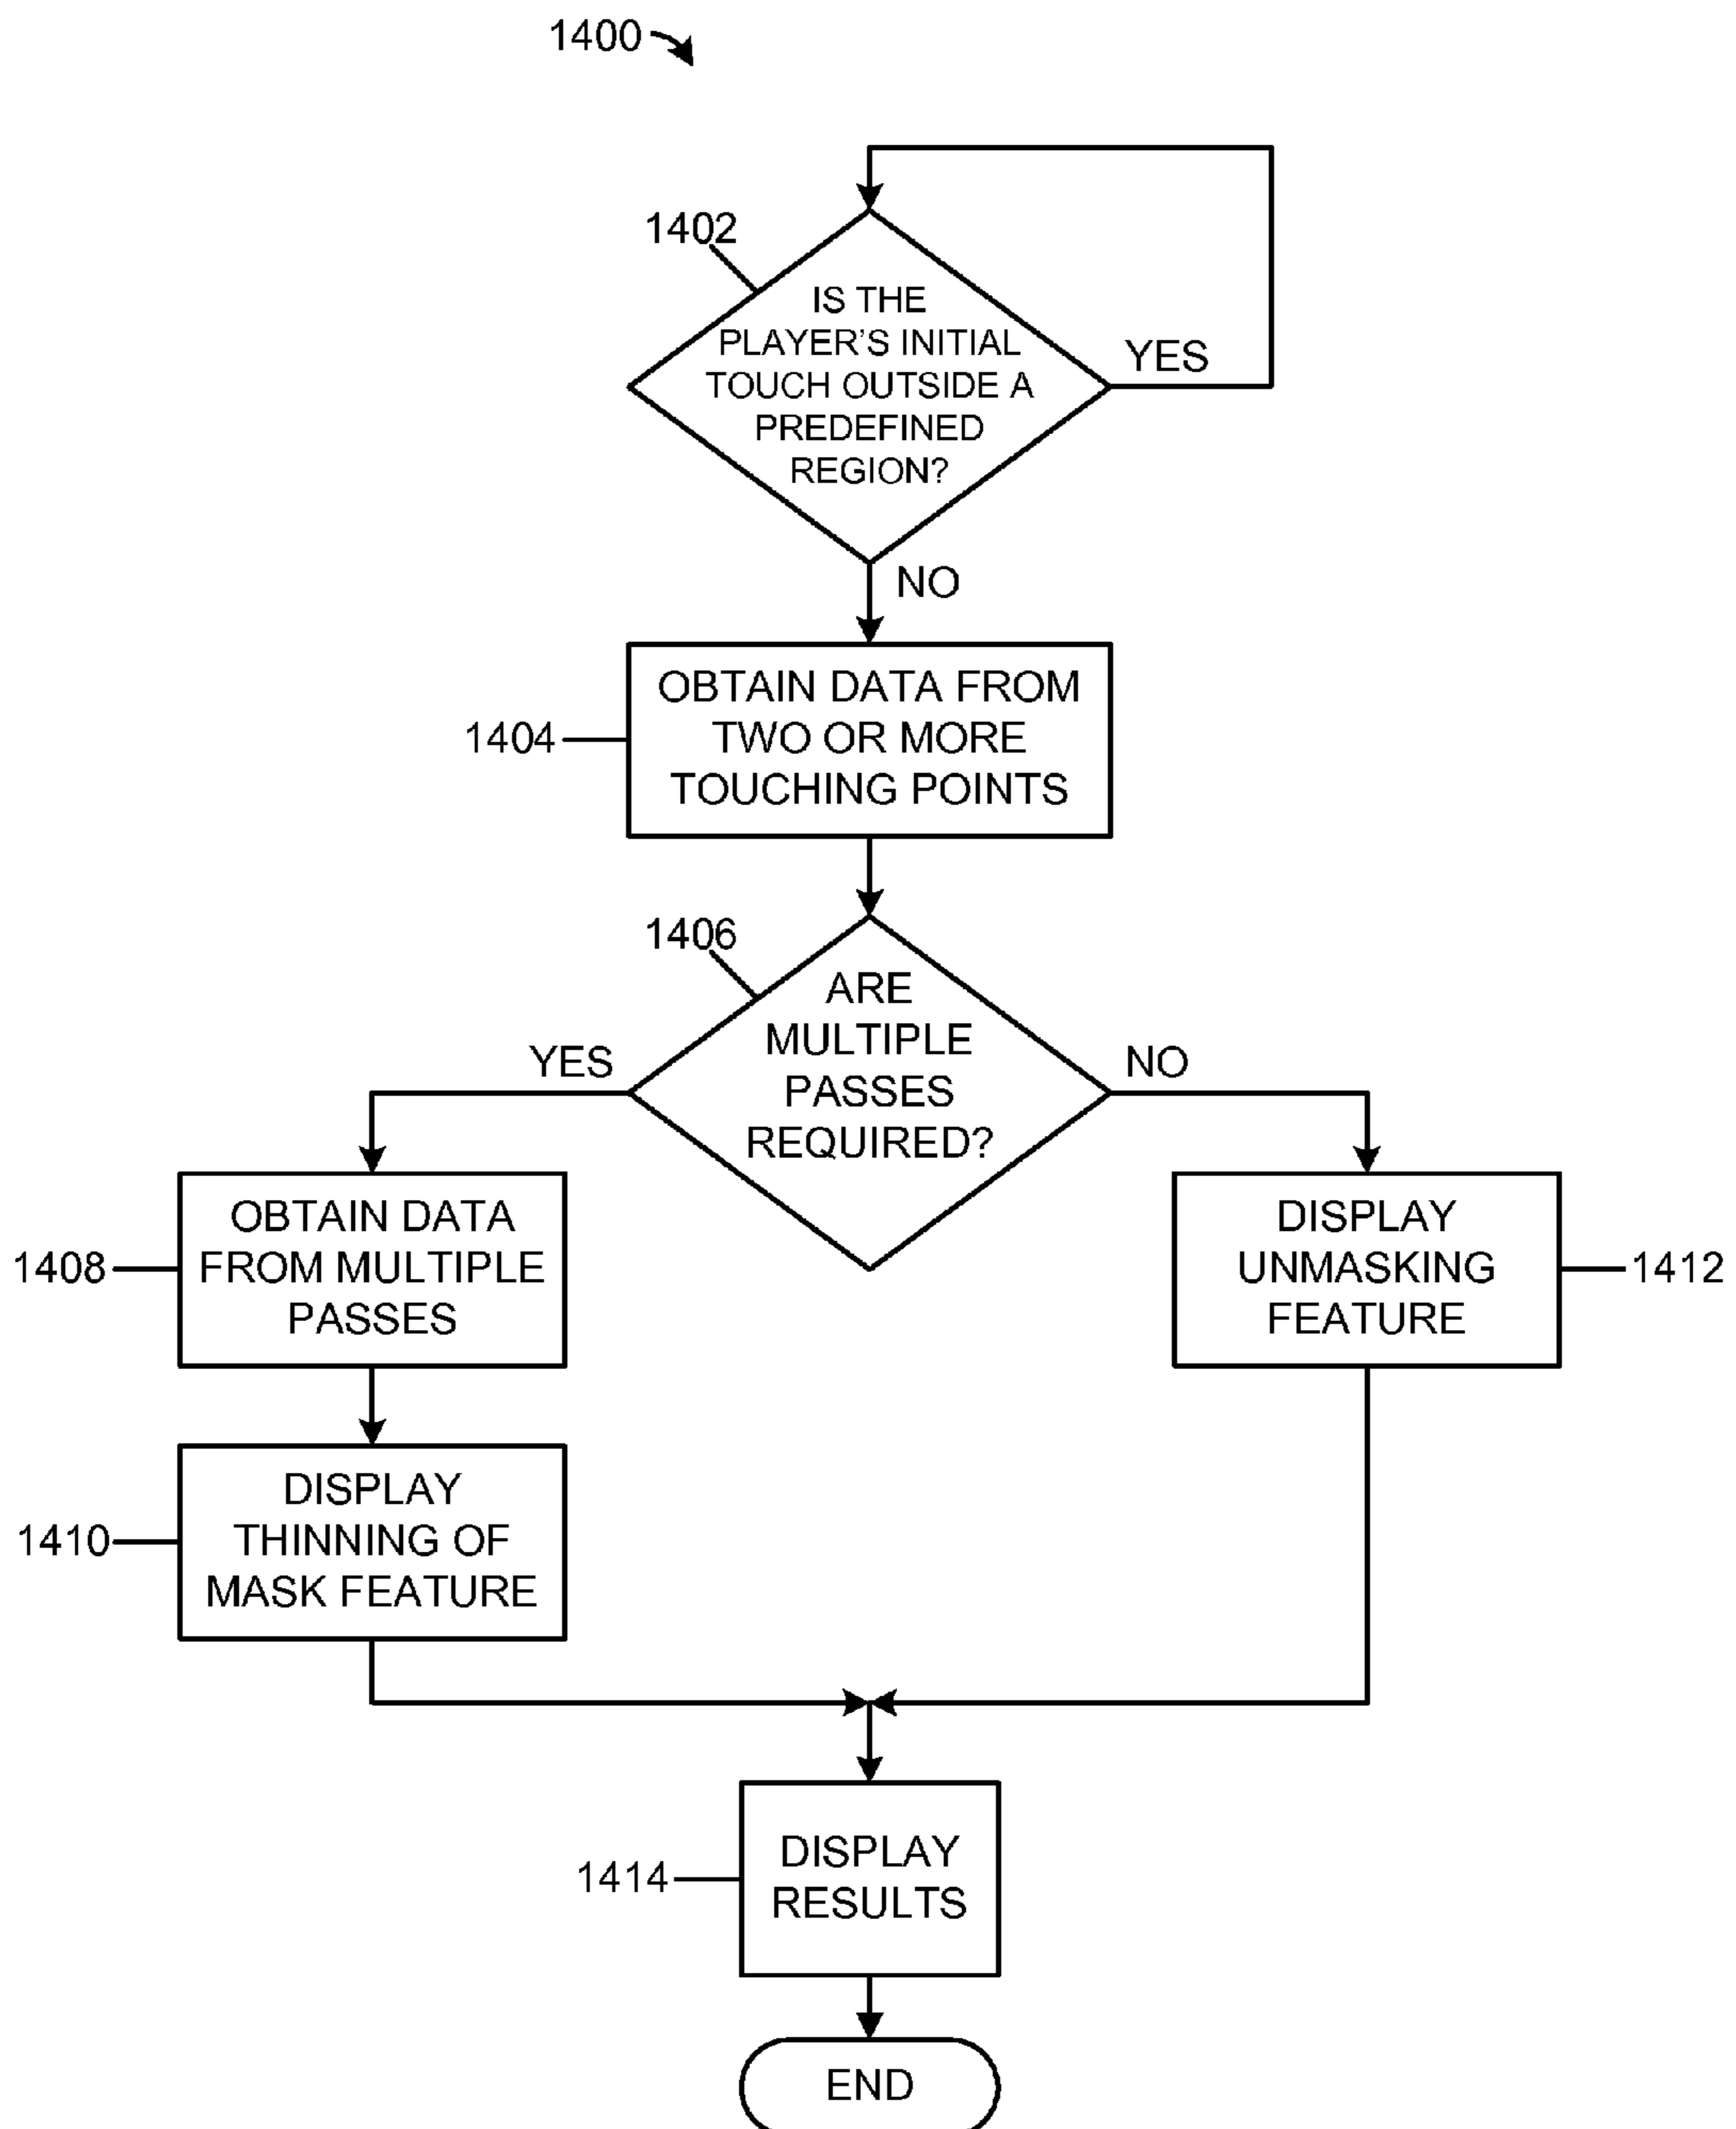 1400
1402
IS THE
PLAYER'S INITIAL
TOUCH OUTSIDE A
PREDEFINED
REGION?
YES
NO
1404
OBTAIN DATA FROM
TWO OR MORE
TOUCHING POINTS
1406
ARE
MULTIPLE
PASSES
REQUIRED?
YES
NO
1408
OBTAIN DATA
FROM MULTIPLE
PASSES
DISPLAY
UNMASKING
FEATURE
1412
1410
DISPLAY
THINNING OF
MASK FEATURE
1414
DISPLAY
RESULTS
END